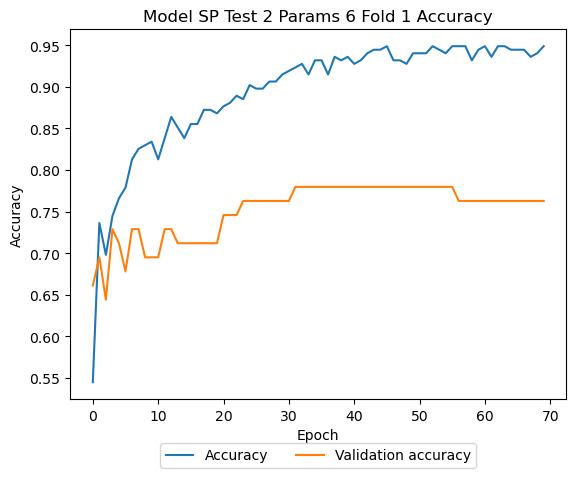 Model SP Test 2 Params 6 Fold 1 Accuracy
0.95
0.90
0.85
0.80
0.75
0.70
0.65
0.60
0.55
Accuracy
0 10 20 30 40 50 60 70
Epoch
Accuracy Validation accuracy